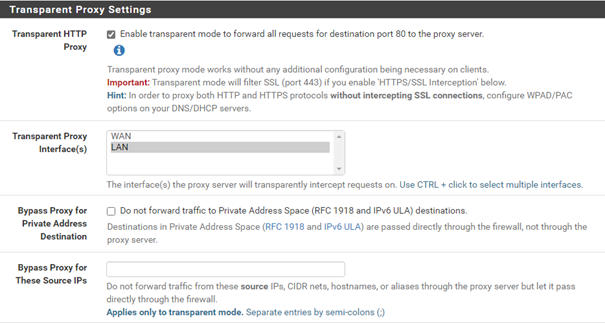 Transparent Proxy Settings
Transparent HTTP Proxy
Enable transparent mode to forward all requests for destination port 80 to the proxy server.
Transparent proxy mode works without any additional configuration being necessary on clients.
Important: Transparent mode will filter SSL (port 443) if you enable 'HTTPS/SSL Interception' below.
Hint: In order to proxy both HTTP and HTTPS protocols without intercepting SSL connections, configure WPAD/PAC
options on your DNS/DHCP servers.
Transparent Proxy
Interface(s)
WAN
LAN
The interface(s) the proxy server will transparently intercept requests on. Use CTRL + click to select multiple interfaces.
Bypass Proxy for
Private Address
Destination
Do not forward traffic to Private Address Space (RFC 1918 and IPv6 ULA) destinations.
Destinations in Private Address Space (RFC 1918 and IPv6 ULA) are passed directly through the firewall, not through
the proxy server.
Bypass Proxy for
These Source IPs
Do not forward traffic from these source IPs, CIDR nets, hostnames, or aliases through the proxy server but let it pass
directly through the firewall.
Applies only to transparent mode. Separate entries by semi-colons (;)